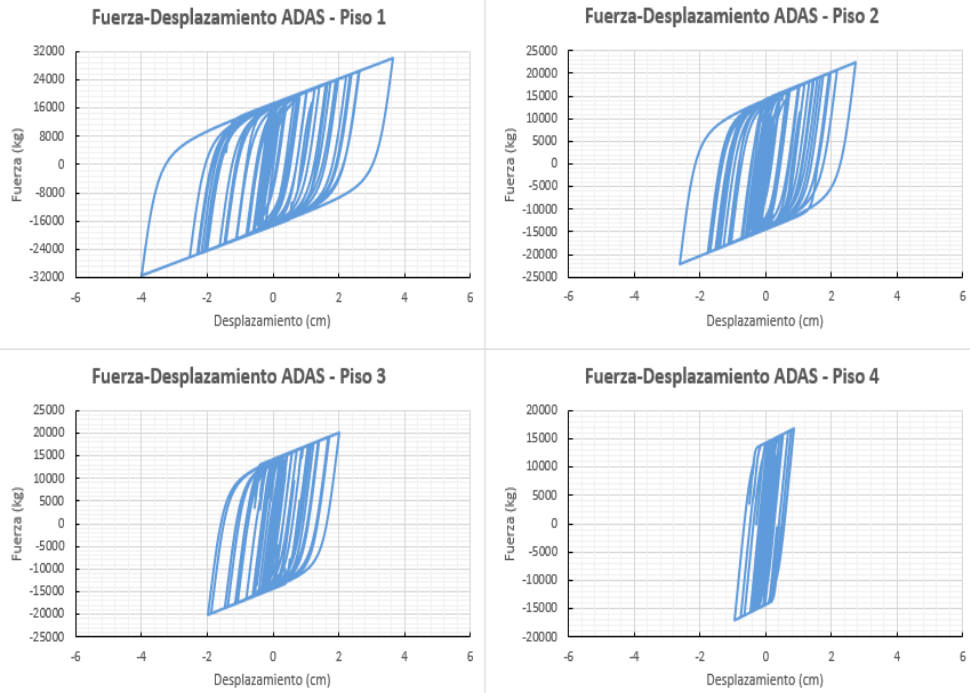 Fuerza-Desplazamiento ADAS - Piso 1
32000
24000
16000
8000
0
-8000
-16000
-24000
-32000
Fuerza (kg)
-6 -4 -2 0 2 4 6
Desplazamiento (cm)
Fuerza-Desplazamiento ADAS - Piso 2
25000
20000
15000
10000
5000
0
-5000
-10000
-15000
-20000
-25000
Fuerza (kg)
-6 -4 -2 0 2 4 6
Desplazamiento (cm)
Fuerza-Desplazamiento ADAS - Piso 3
25000
20000
15000
10000
5000
0
-5000
-10000
-15000
-20000
-25000
Fuerza (kg)
-6 -4 -2 0 2 4 6
Desplazamiento (cm)
Fuerza-Desplazamiento ADAS - Piso 4
20000
15000
10000
5000
0
-5000
-10000
-15000
-20000
Fuerza (kg)
-6 -4 -2 0 2 4 6
Desplazamiento (cm)